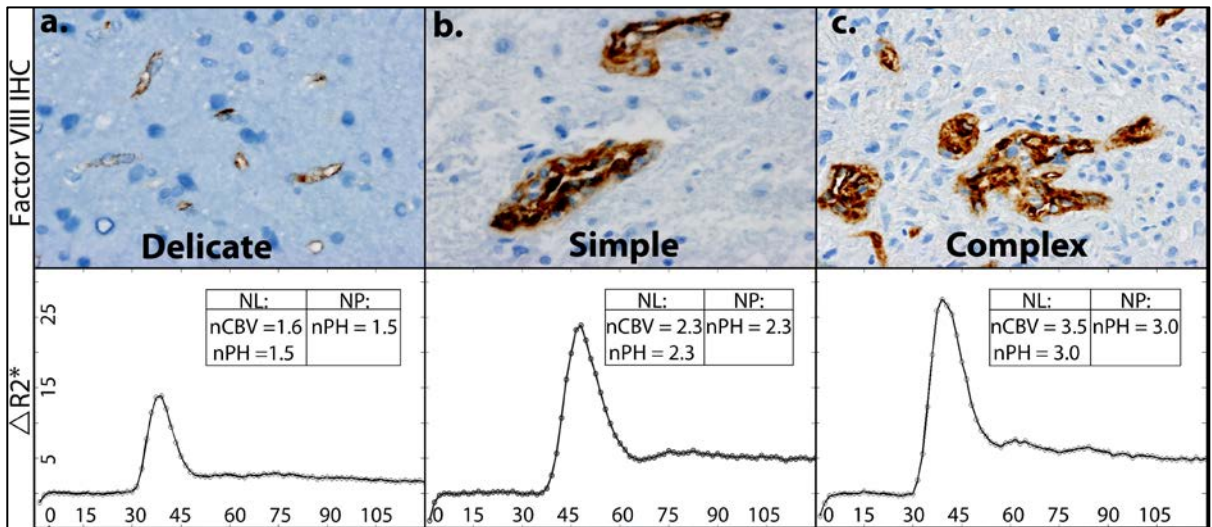 a.
b.
c.
Factor VIII IHC
Delicate
Simple
Complex
NL: NP:
nCBV =1.6 nPH = 1.5
nPH =1.5
NL: NP:
nCBV = 2.3 nPH = 2.3
nPH = 2.3
NL: NP:
nCBV = 3.5 nPH = 3.0
nPH = 3.0
△R2*
25
15
5
0 15 30 45 60 75 90 105
0 15 30 45 60 75 90 105
0 15 30 45 60 75 90 105